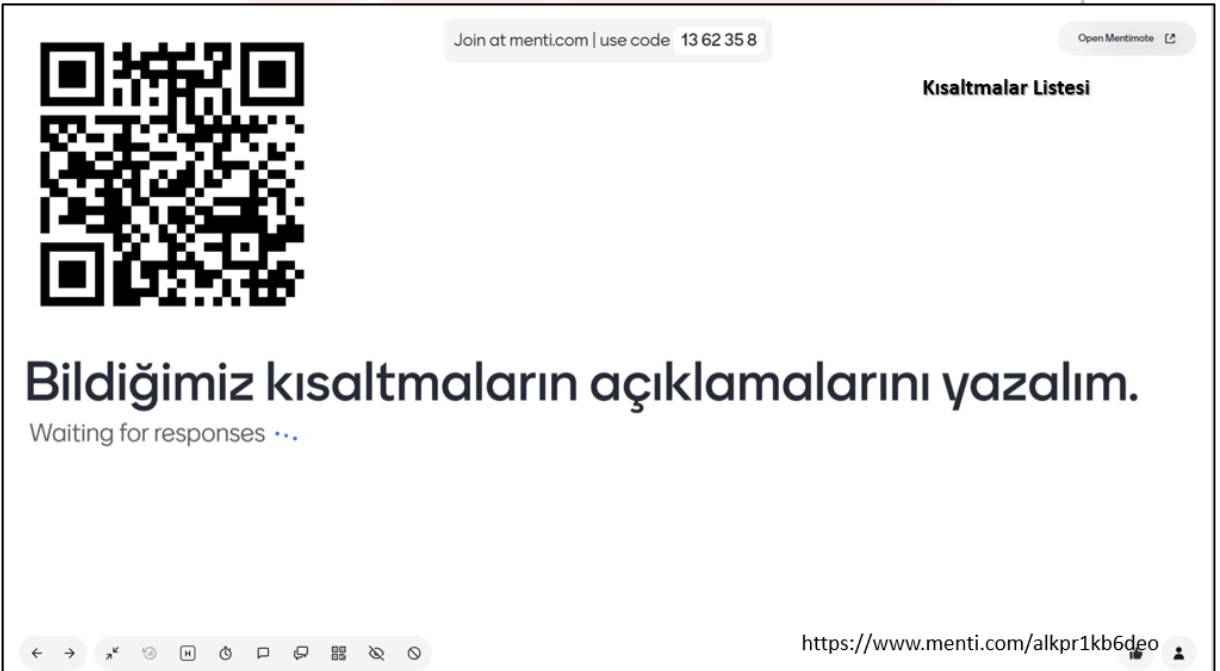 Join at menti.com | use code 13 62 35 8
Open Mentimote
Kısaltmalar Listesi
Bildiğimiz kısaltmaların açıklamalarını yazalım.
Waiting for responses
H
https://www.menti.com/alkpr1kb6deo